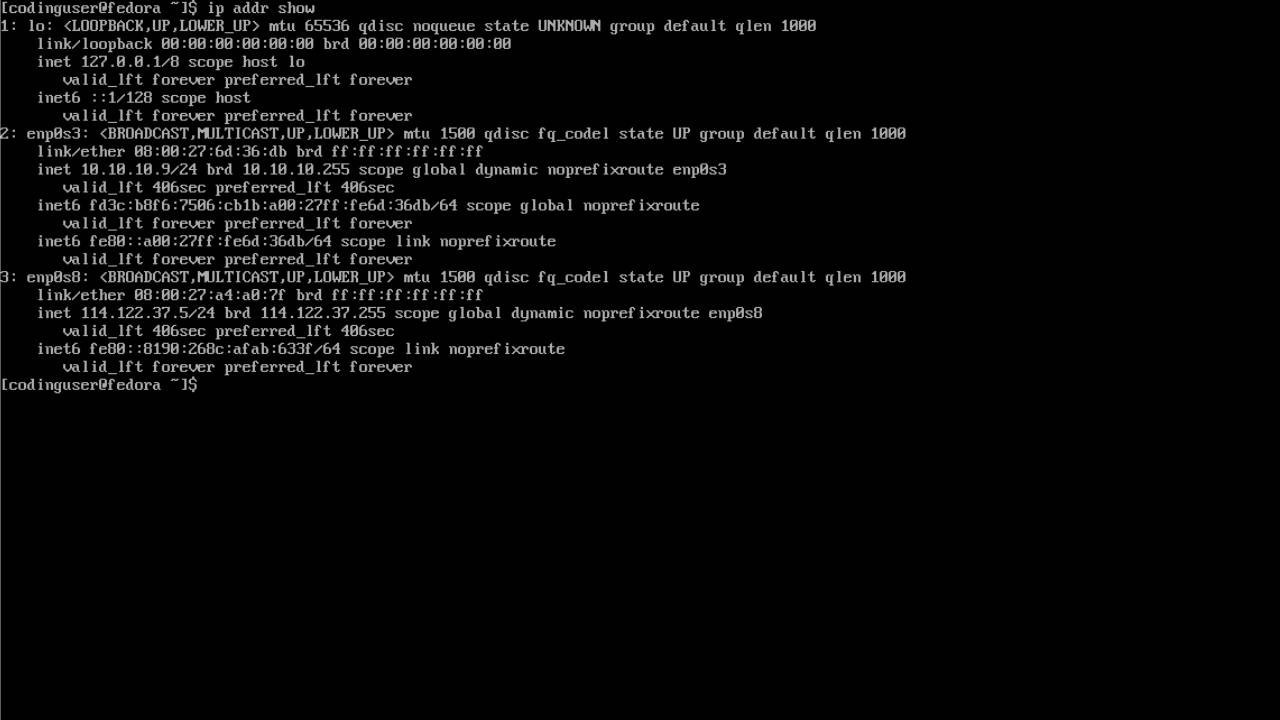 [codinguser@fedora ~]$ ip addr show
1: lo: <LOOPBACK,UP,LOWER_UP> mtu 65536 qdisc noqueue state UNKNOWN group default qlen 1000
    link/loopback 00:00:00:00:00:00 brd 00:00:00:00:00:00
    inet 127.0.0.1/8 scope host lo
       valid_lft forever preferred_lft forever
    inet6 ::1/128 scope host
       valid_lft forever preferred_lft forever
2: enp0s3: <BROADCAST,MULTICAST,UP,LOWER_UP> mtu 1500 qdisc fq_codel state UP group default qlen 1000
    link/ether 08:00:27:6d:36:db brd ff:ff:ff:ff:ff:ff
    inet 10.10.10.9/24 brd 10.10.10.255 scope global dynamic noprefixroute enp0s3
       valid_lft 406sec preferred_lft 406sec
    inet6 fd3c:b8f6:7506:cb1b:a00:27ff:fe6d:36db/64 scope global noprefixroute
       valid_lft forever preferred_lft forever
    inet6 fe80::a00:27ff:fe6d:36db/64 scope link noprefixroute
       valid_lft forever preferred_lft forever
3: enp0s8: <BROADCAST,MULTICAST,UP,LOWER_UP> mtu 1500 qdisc fq_codel state UP group default qlen 1000
    link/ether 08:00:27:a4:a0:7f brd ff:ff:ff:ff:ff:ff
    inet 114.122.37.5/24 brd 114.122.37.255 scope global dynamic noprefixroute enp0s8
       valid_lft 406sec preferred_lft 406sec
    inet6 fe80::8190:268c:afab:633f/64 scope link noprefixroute
       valid_lft forever preferred_lft forever
[codinguser@fedora ~]$